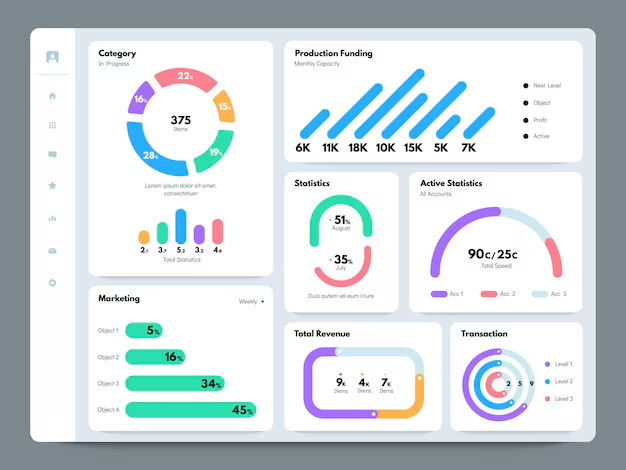 Category
In Progress
22%
16%
15%
375
Items
28%
19%
Lorem ipsum dolor sit amet,
consectetuer
2.1 3.7 5.2 3.3 4.6
Total Statistics
Production Funding
Monthly Capacity
6K 11K 18K 10K 15K 5K 7K
Next Level
Object
Profit
Active
Statistics
51%
August
35%
July
Duis autem vel eum iriure
Active Statistics
All Accounts
90c/25c
Total Speed
Acc 1 Acc. 2 Acc. 3
Marketing
Weekly
Object 1 5%
Object 2 16%
Object 3 34%
Object 4 45%
Total Revenue
9K 4K 7K
Items Items Items
Transaction
2 5 9
Level 1
Level 2
Level 3